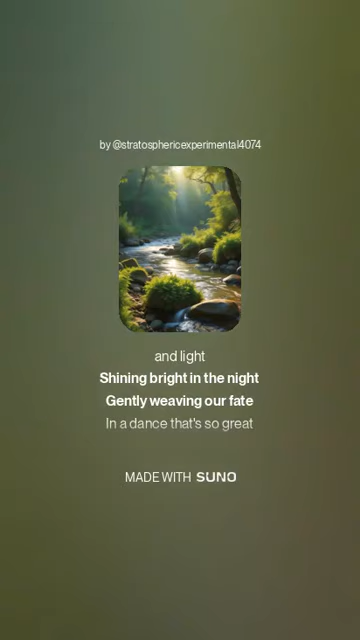 by @stratosphericexperimental4074
and light
Shining bright in the night
Gently weaving our fate
In a dance that's so great
MADE WITH SUNO